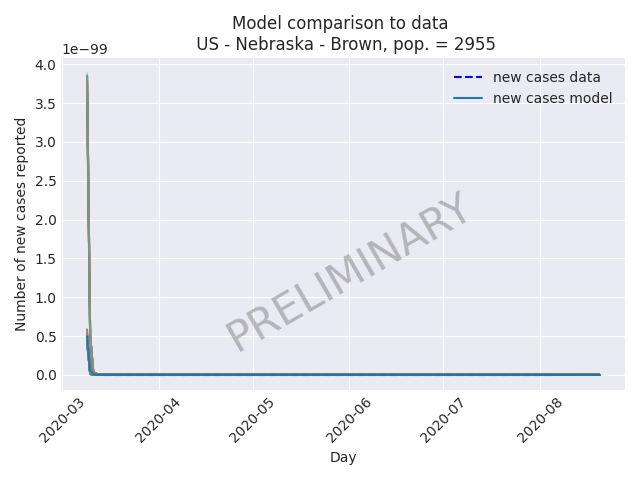 Model comparison to data
US - Nebraska - Brown, pop. = 2955
1e−99
4.0
3.5
3.0
2.5
2.0
1.5
1.0
0.5
0.0
Number of new cases reported
new cases data
new cases model
PRELIMINARY
2020-03
2020-04
2020-05
2020-06
2020-07
2020-08
Day